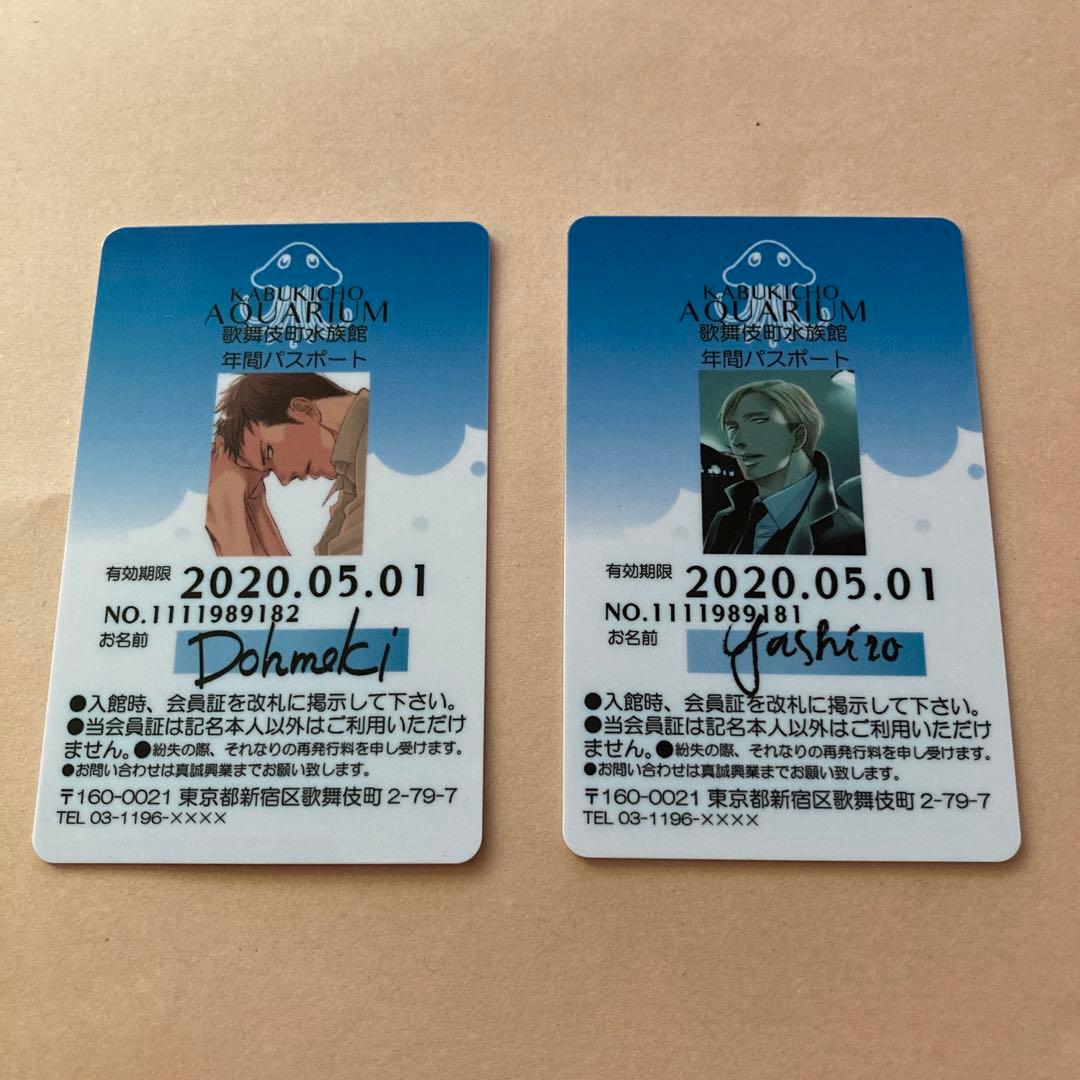 KABUKICHO
AQUARIUM
歌舞伎町水族館
年間パスポート
有効期限 2020.05.01
NO.1111989182
お名前 Dohmeki
●入館時、会員証を改札に掲示して下さい。
●当会員証は記名本人以外はご利用いただけ
ません。●紛失の際、それなりの再発行料を申し受けます。
●お問い合わせは真誠興業までお願い致します。
〒160-0021 東京都新宿区歌舞伎町 2-79-7
TEL 03-1196-××××
KABUKICHO
AQUARIUM
歌舞伎町水族館
年間パスポート
有効期限 2020.05.01
NO.1111989181
お名前 Yashiro
●入館時、会員証を改札に掲示して下さい。
●当会員証は記名本人以外はご利用いただけ
ません。●紛失の際、それなりの再発行料を申し受けます。
●お問い合わせは真誠興業までお願い致します。
〒160-0021 東京都新宿区歌舞伎町 2-79-7
TEL 03-1196-××××